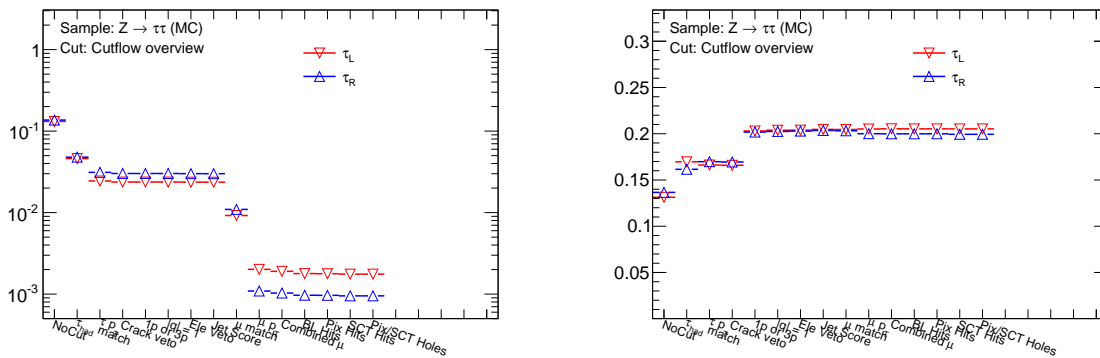 Sample: Z → ττ (MC)
Cut: Cutflow overview
τL
τR
1
10⁻¹
10⁻²
10⁻³
NoCut
τhad match
τ p
Crack veto
1p or 3p
|q| = 1
Ele veto
Jet Score
μ match
μ p
Combined μ
BL Hits
Pix Hits
SCT Hits
Pix/SCT Holes
Sample: Z → ττ (MC)
Cut: Cutflow overview
τL
τR
0.3
0.25
0.2
0.15
0.1
0.05
NoCut
τhad match
τ p
Crack veto
1p or 3p
|q| = 1
Ele veto
Jet Score
μ match
μ p
Combined μ
BL Hits
Pix Hits
SCT Hits
Pix/SCT Holes